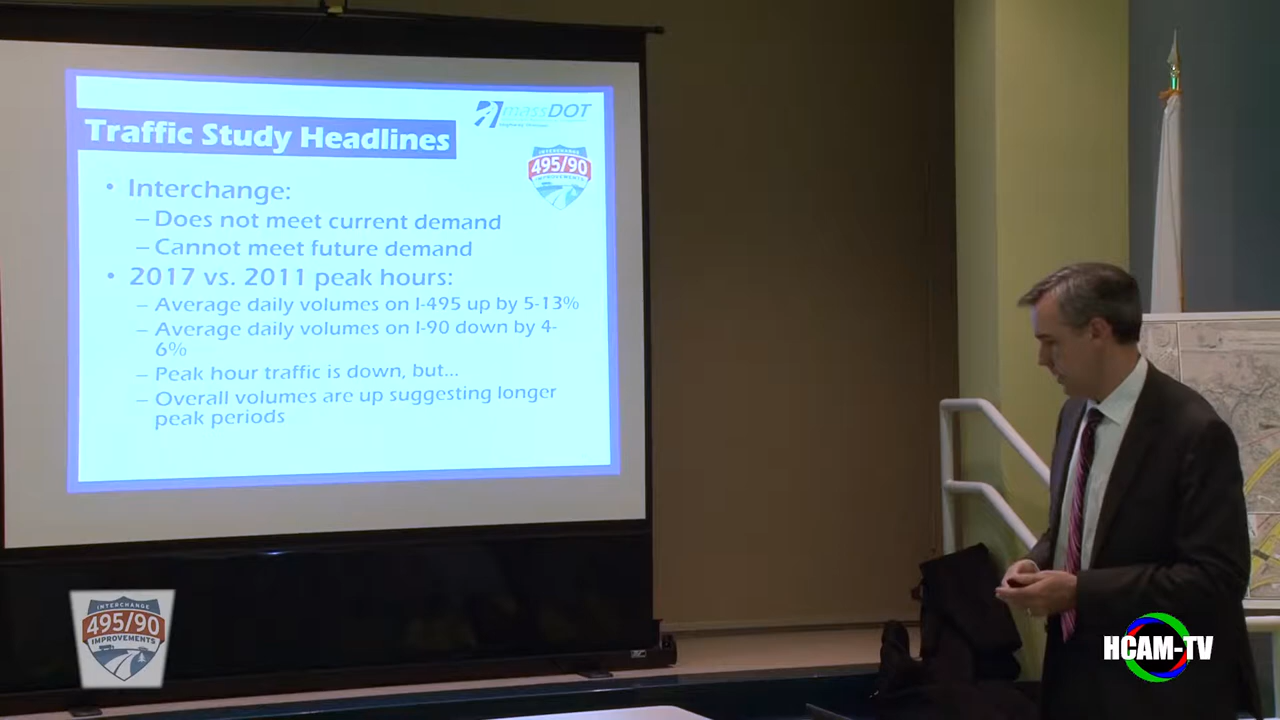 massDOT
Traffic Study Headlines
INTERCHANGE
495/90
IMPROVEMENTS
• Interchange:
– Does not meet current demand
– Cannot meet future demand
• 2017 vs. 2011 peak hours:
– Average daily volumes on I-495 up by 5-13%
– Average daily volumes on I-90 down by 4-
6%
– Peak hour traffic is down, but...
– Overall volumes are up suggesting longer
peak periods
INTERCHANGE
495/90
IMPROVEMENTS
HCAM-TV